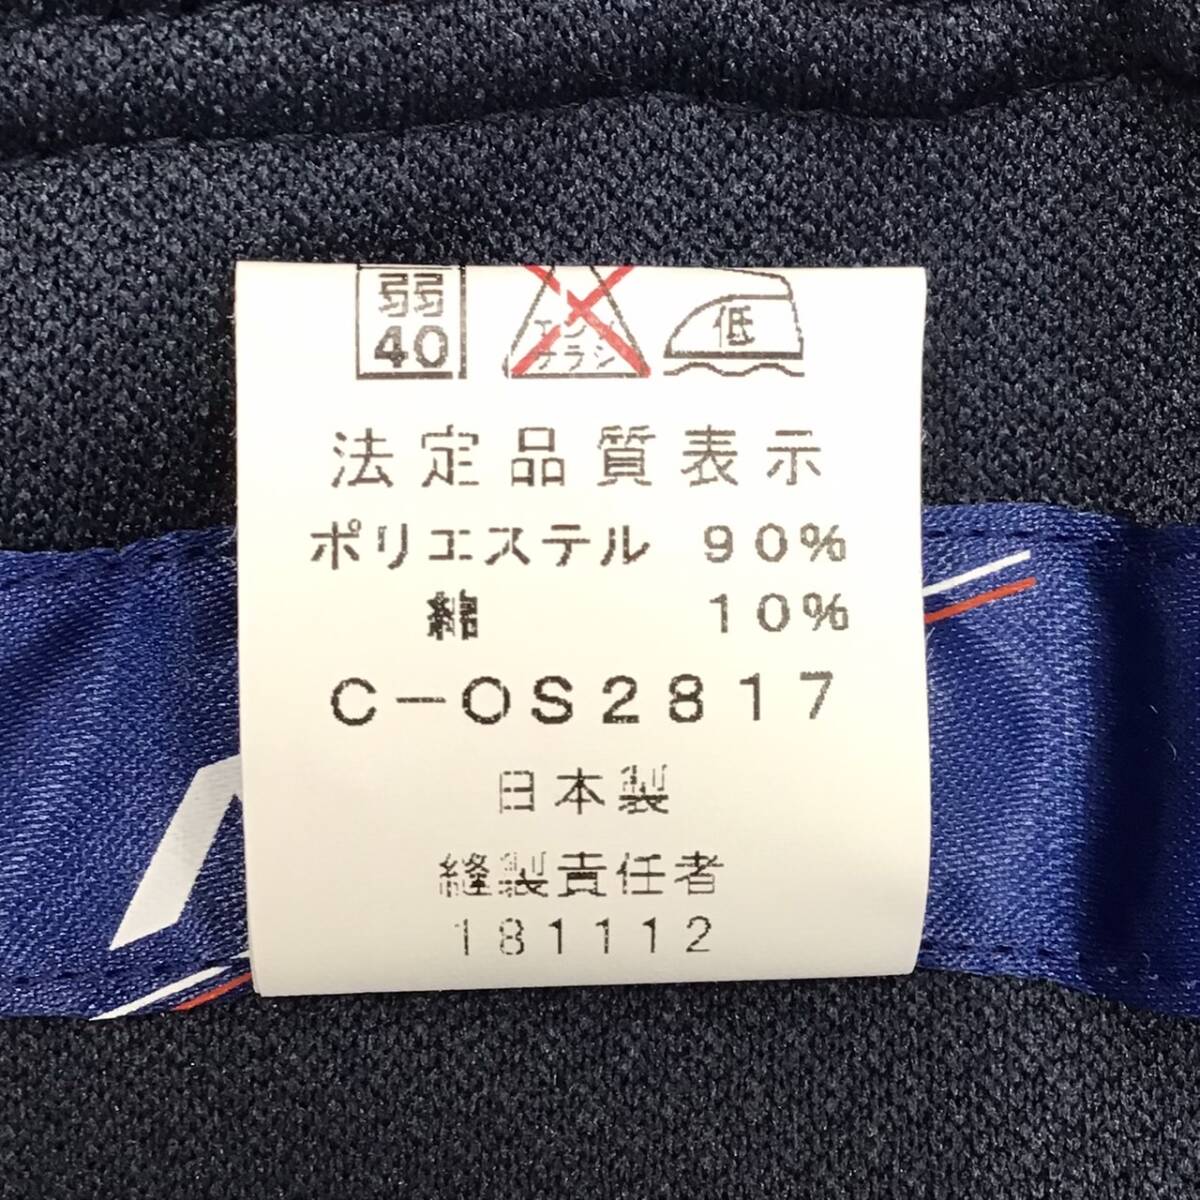 弱
40
エンソ
サラシ
低
法定品質表示
ポリエステル 90%
綿 10%
C-OS2817
日本製
縫製責任者
181112